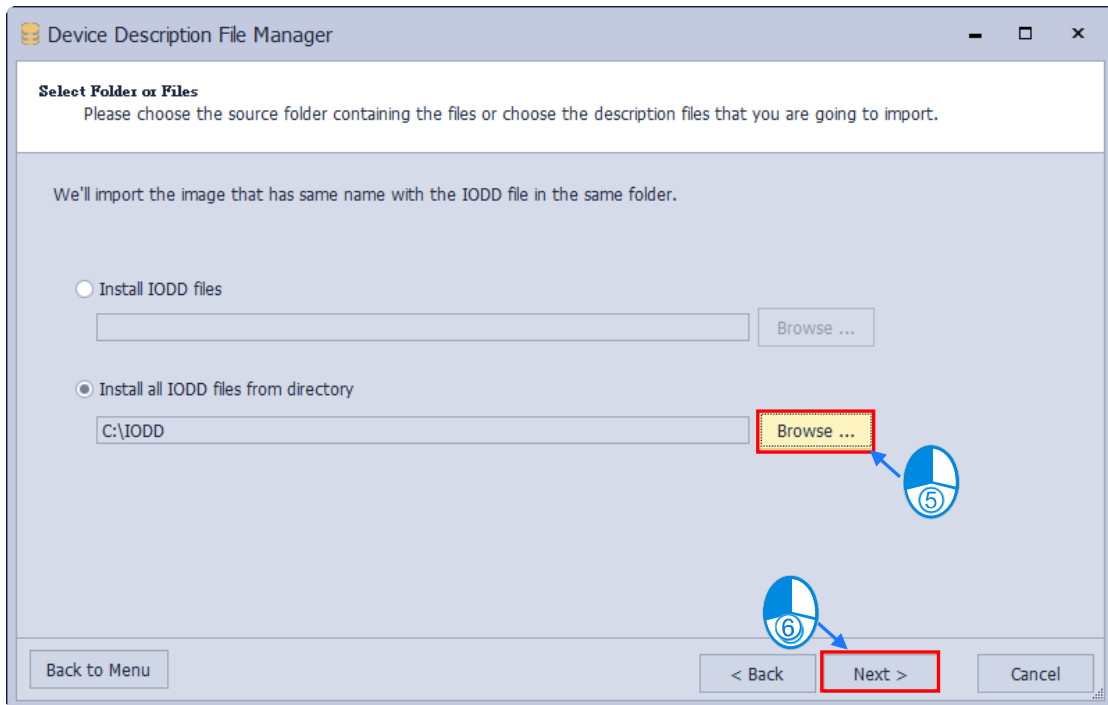 Device Description File Manager
Select Folder or Files
Please choose the source folder containing the files or choose the description files that you are going to import.
We'll import the image that has same name with the IODD file in the same folder.
Install IODD files
Browse ...
Install all IODD files from directory
C:\IODD
Browse ...
⑤
⑥
Back to Menu
< Back
Next >
Cancel